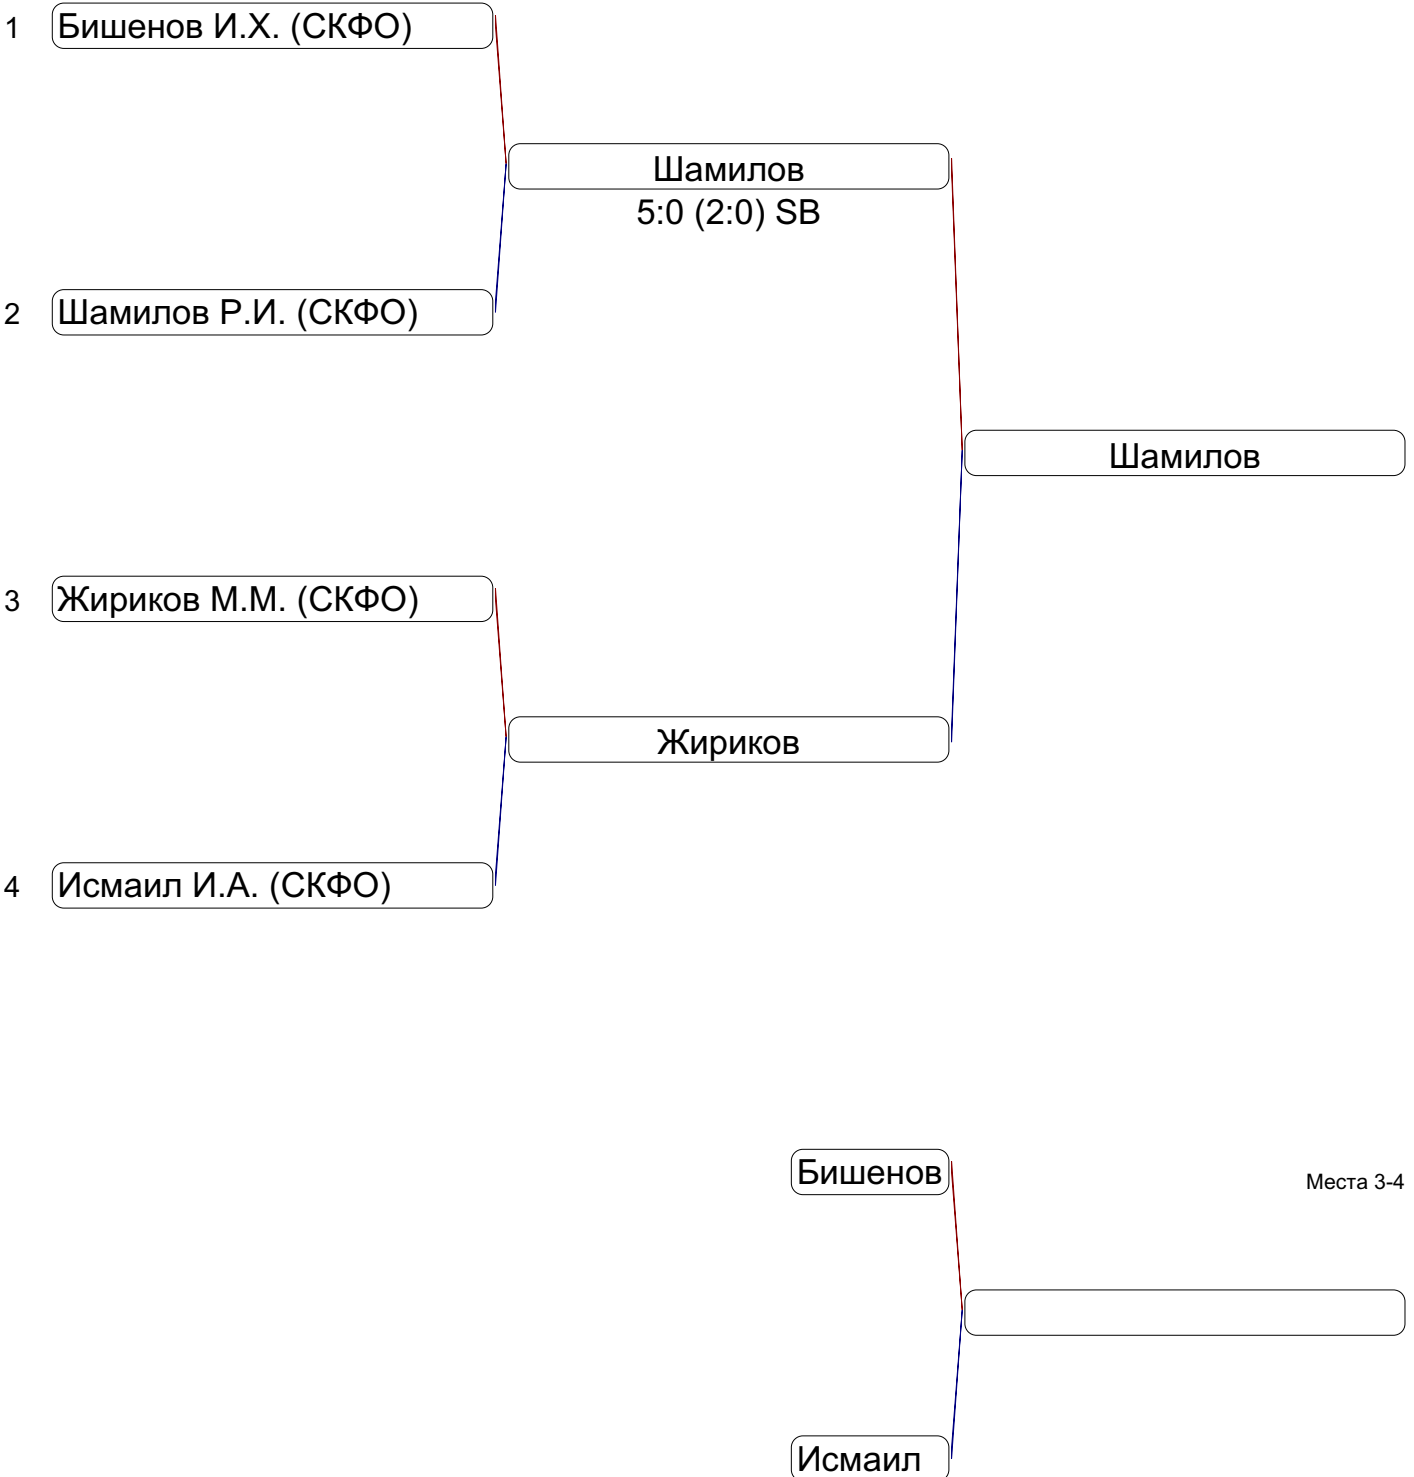 1 Бишенов И.Х. (СКФО)
Шамилов
5:0 (2:0) SB
2 Шамилов Р.И. (СКФО)
Шамилов
3 Жириков М.М. (СКФО)
Жириков
4 Исмаил И.А. (СКФО)
Бишенов
Места 3-4
Исмаил